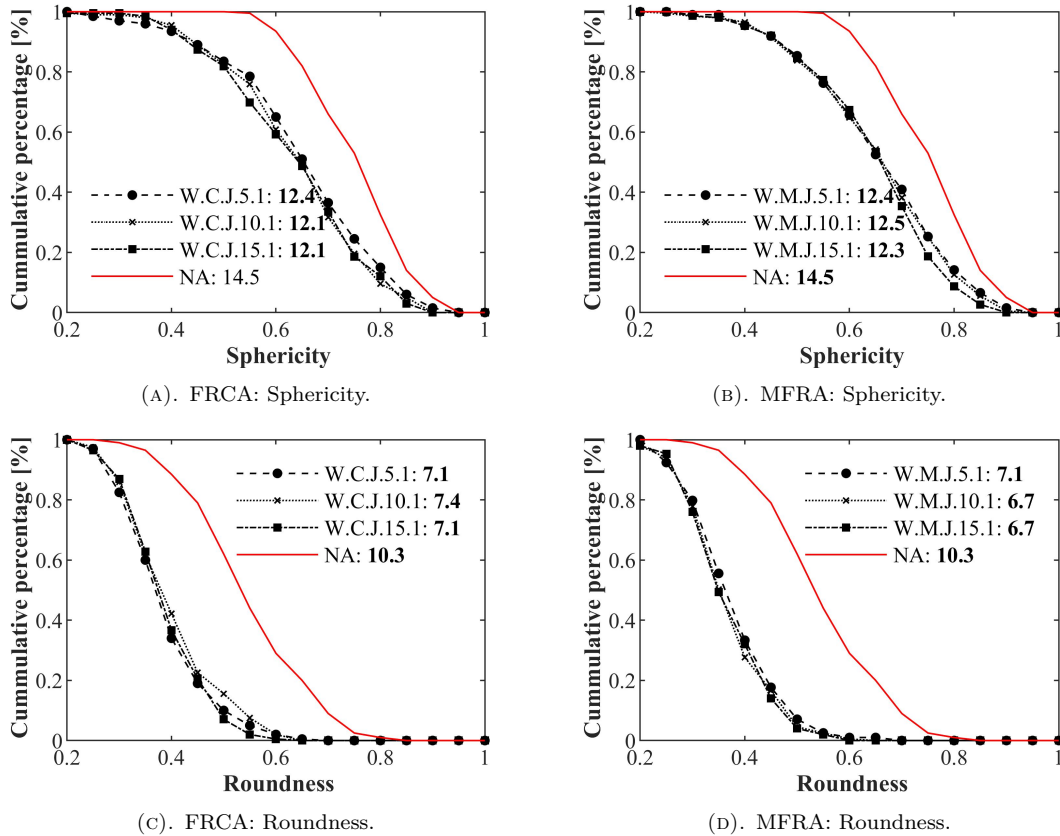 Cummulative percentage [%]
1
0.8
0.6
0.4
0.2
0
W.C.J.5.1: 12.4
W.C.J.10.1: 12.1
W.C.J.15.1: 12.1
NA: 14.5
0.2 0.4 0.6 0.8 1
Sphericity
(A). FRCA: Sphericity.
Cummulative percentage [%]
1
0.8
0.6
0.4
0.2
0
W.M.J.5.1: 12.4
W.M.J.10.1: 12.5
W.M.J.15.1: 12.3
NA: 14.5
0.2 0.4 0.6 0.8 1
Sphericity
(B). MFRA: Sphericity.
Cummulative percentage [%]
1
0.8
0.6
0.4
0.2
0
W.C.J.5.1: 7.1
W.C.J.10.1: 7.4
W.C.J.15.1: 7.1
NA: 10.3
0.2 0.4 0.6 0.8 1
Roundness
(C). FRCA: Roundness.
Cummulative percentage [%]
1
0.8
0.6
0.4
0.2
0
W.M.J.5.1: 7.1
W.M.J.10.1: 6.7
W.M.J.15.1: 6.7
NA: 10.3
0.2 0.4 0.6 0.8 1
Roundness
(D). MFRA: Roundness.